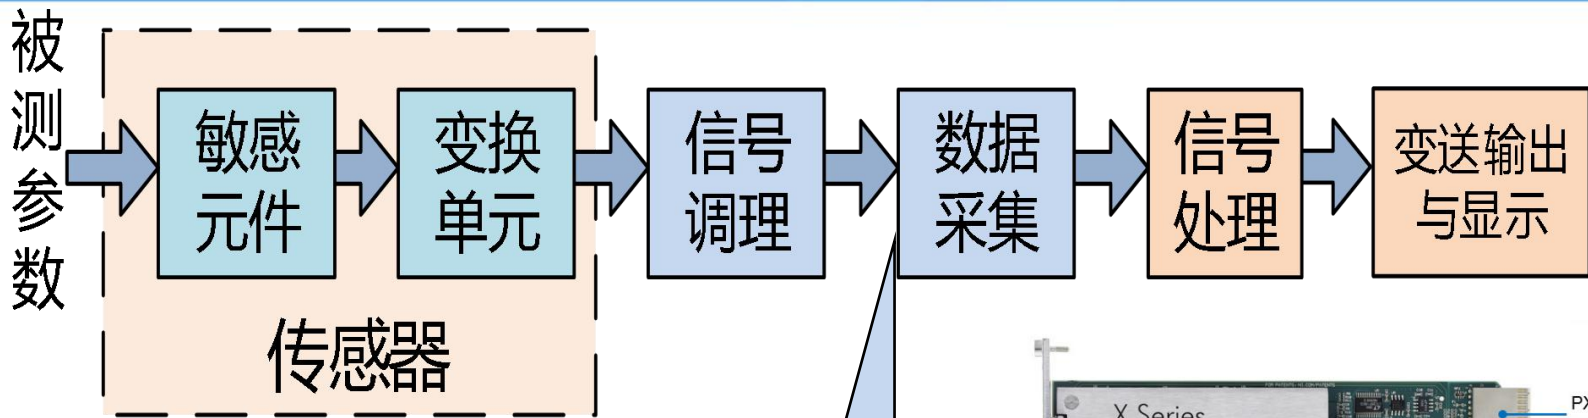 被测参数
敏感
元件
变换
单元
信号
调理
数据
采集
信号
处理
变送输出
与显示
传感器
X Series
PX